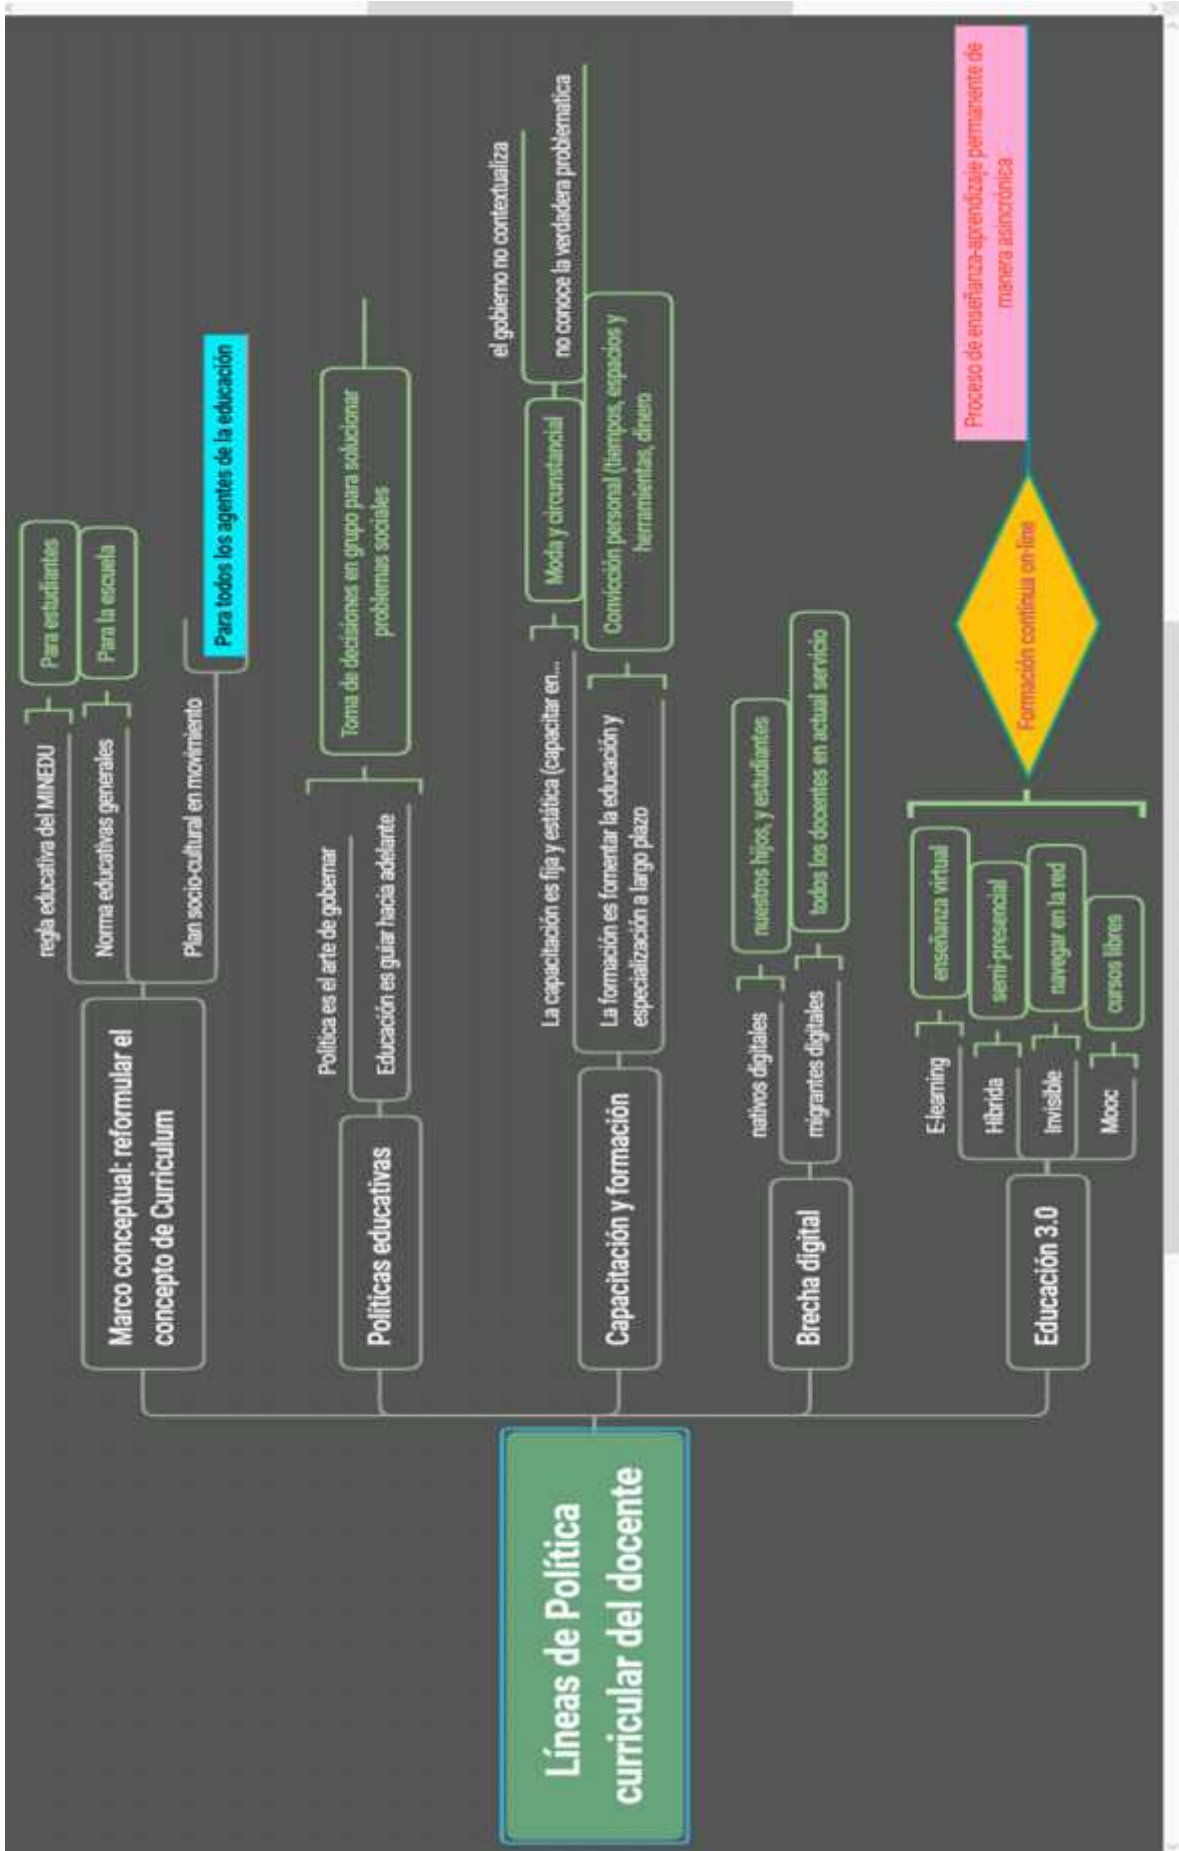 Líneas de Política
curricular del docente
Marco conceptual: reformular el
concepto de Curriculum
regla educativa del MINEDU
Para estudiantes
Norma educativas generales
Para la escuela
Plan socio-cultural en movimiento
Para todos los agentes de la educación
Políticas educativas
Política es el arte de gobernar
Educación es guiar hacia adelante
Toma de decisiones en grupo para solucionar
problemas sociales
Capacitación y formación
La capacitación es fija y estática (capacitar en...
Moda y circunstancial
el gobierno no contextualiza
no conoce la verdadera problematica
La formación es fomentar la educación y
especialización a largo plazo
Convicción personal (tiempos, espacios y
herramientas, dinero
Brecha digital
nativos digitales
nuestros hijos, y estudiantes
migrantes digitales
todos los docentes en actual servicio
Educación 3.0
E-learning
enseñanza virtual
Híbrida
semi-presencial
Invisible
navegar en la red
Mooc
cursos libres
Formación contínua on-line
Proceso de enseñanza-aprendizaje permanente de
manera asincrónica